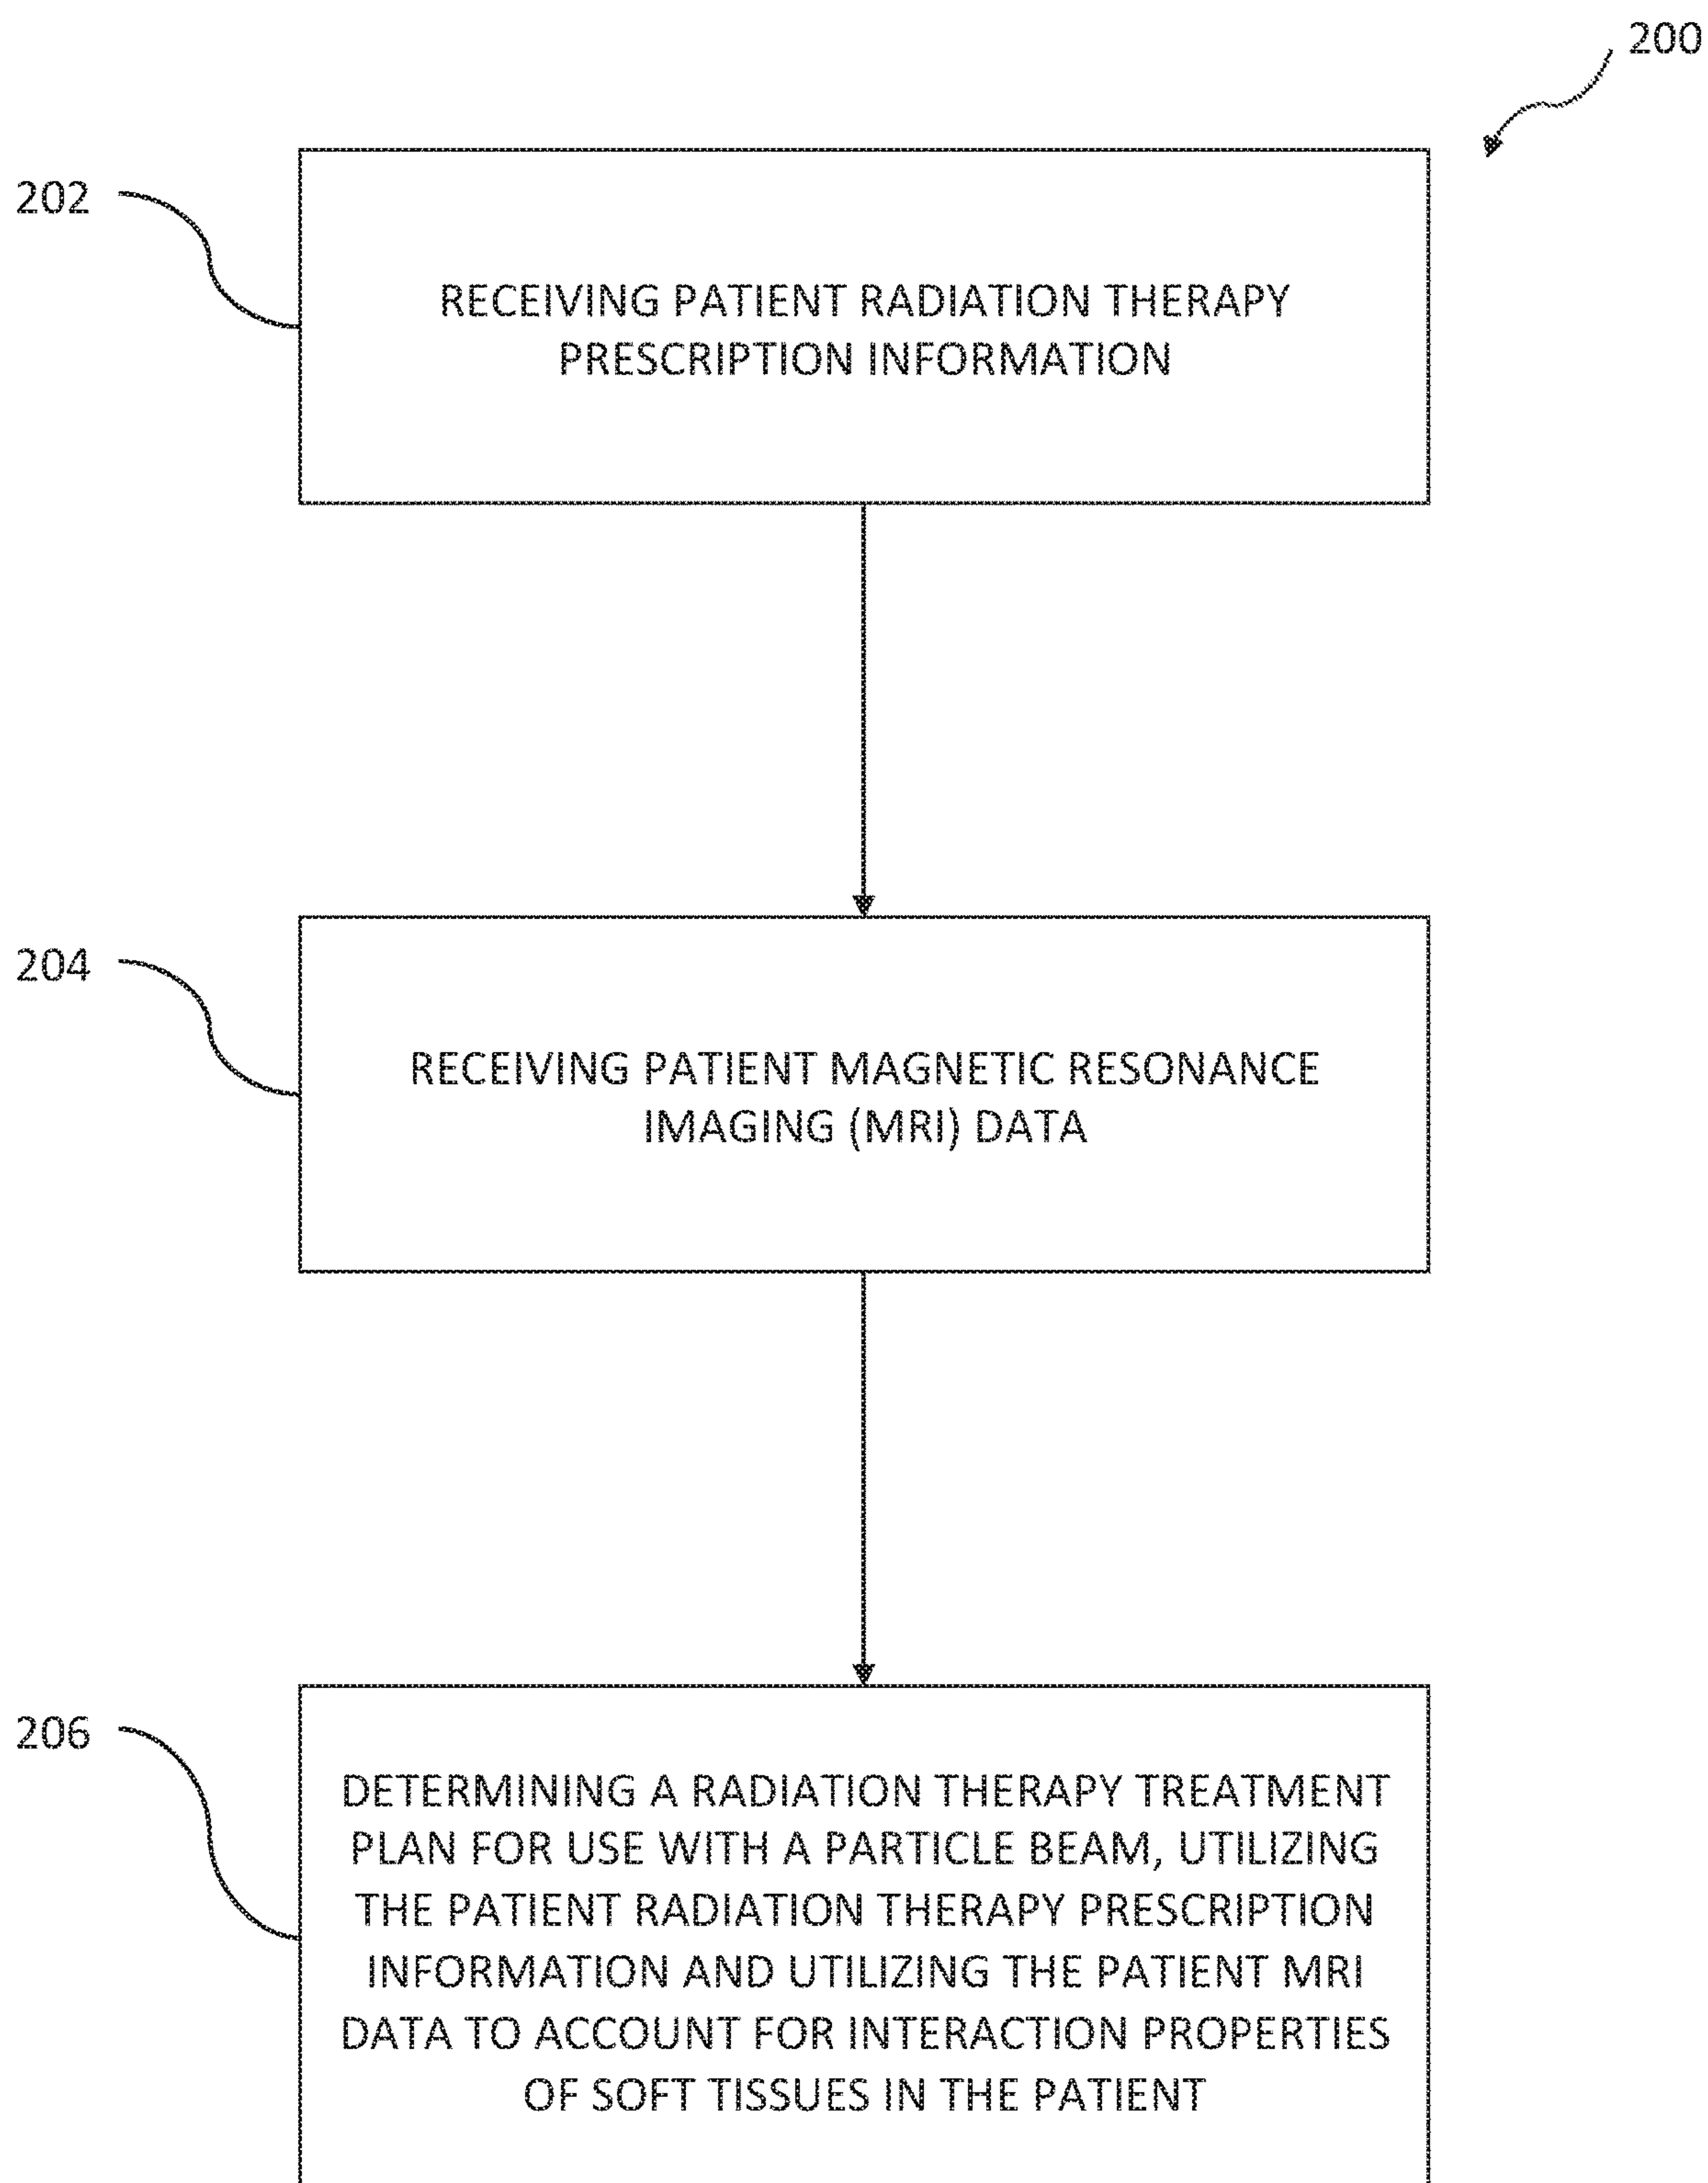 200
202
RECEIVING PATIENT RADIATION THERAPY
PRESCRIPTION INFORMATION
204
RECEIVING PATIENT MAGNETIC RESONANCE
IMAGING (MRI) DATA
206
DETERMINING A RADIATION THERAPY TREATMENT
PLAN FOR USE WITH A PARTICLE BEAM, UTILIZING
THE PATIENT RADIATION THERAPY PRESCRIPTION
INFORMATION AND UTILIZING THE PATIENT MRI
DATA TO ACCOUNT FOR INTERACTION PROPERTIES
OF SOFT TISSUES IN THE PATIENT